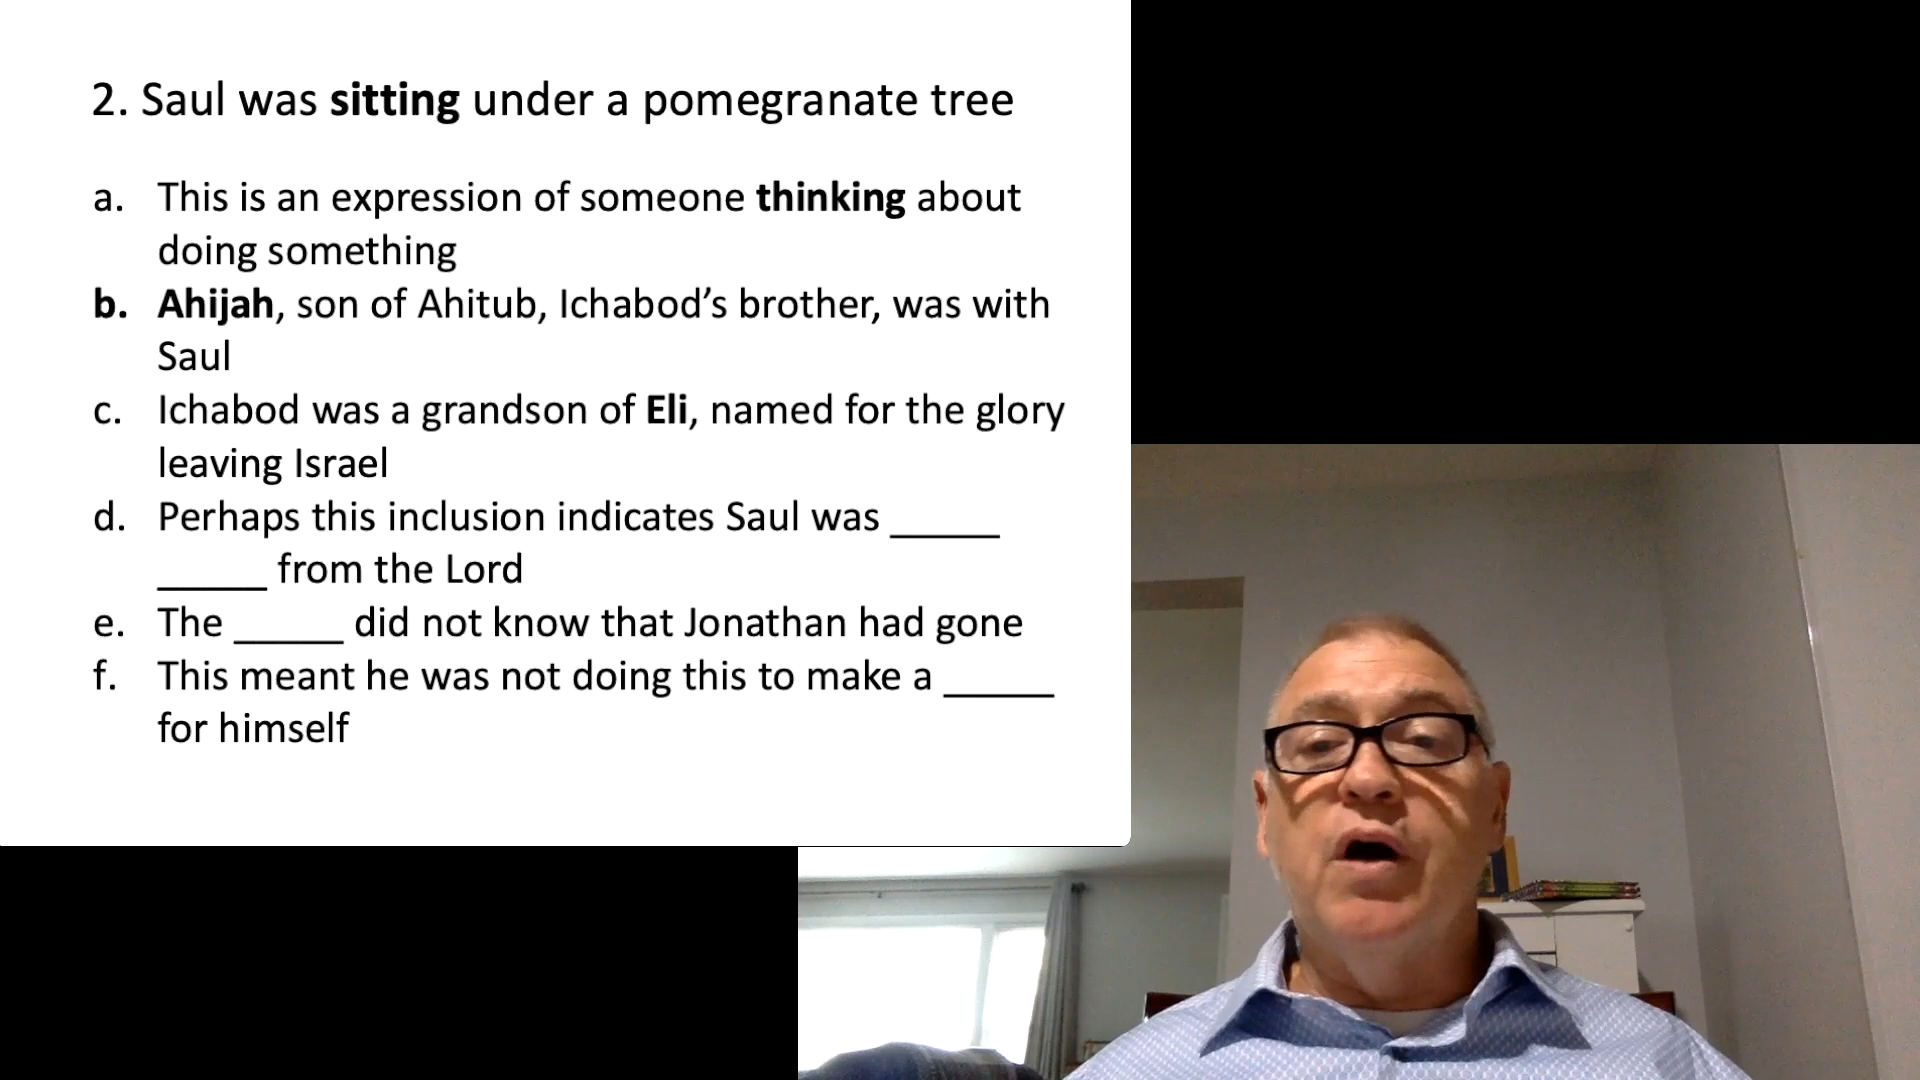 2. Saul was sitting under a pomegranate tree
a. This is an expression of someone thinking about
doing something
b. Ahijah, son of Ahitub, Ichabod’s brother, was with
Saul
c. Ichabod was a grandson of Eli, named for the glory
leaving Israel
d. Perhaps this inclusion indicates Saul was _____
_____ from the Lord
e. The _____ did not know that Jonathan had gone
f. This meant he was not doing this to make a _____
for himself